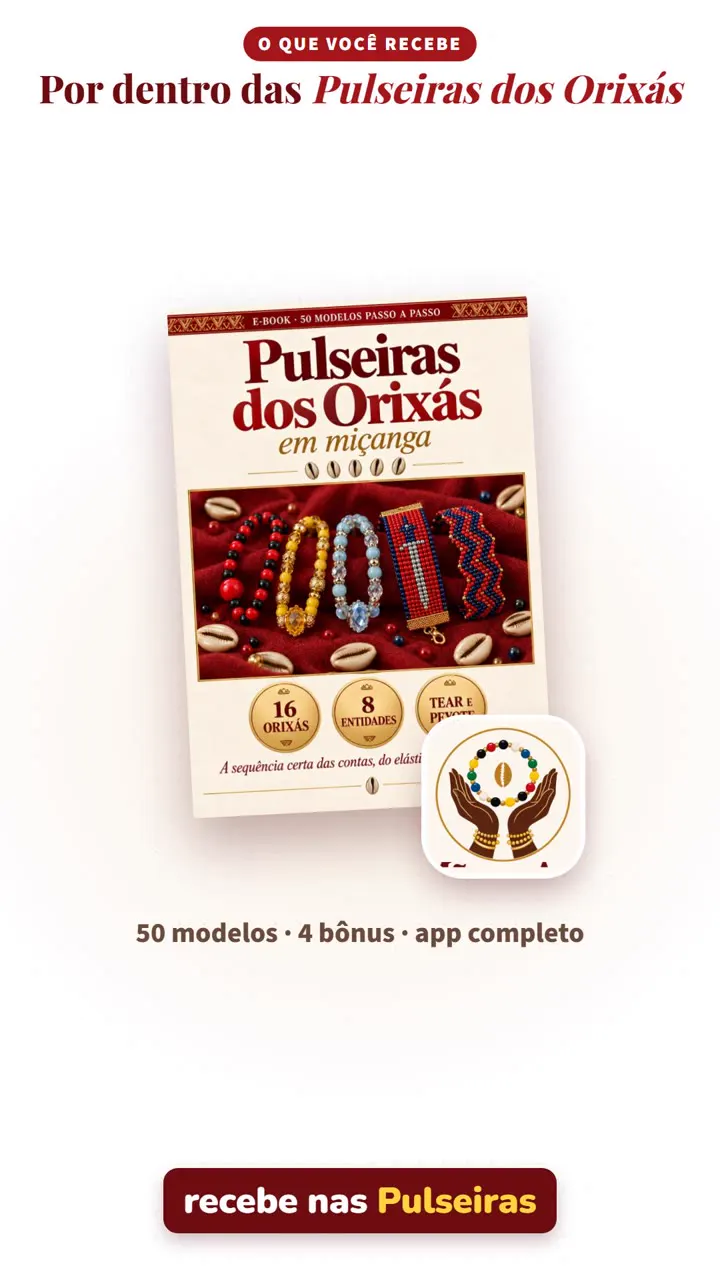 O QUE VOCÊ RECEBE
Por dentro das Pulseiras dos Orixás
E-BOOK · 50 MODELOS PASSO A PASSO
Pulseiras
dos Orixás
em miçanga
16
ORIXÁS
8
ENTIDADES
TEAR E
PEYOTE
A sequência certa das contas, do
50 modelos · 4 bônus · app completo
recebe nas Pulseiras